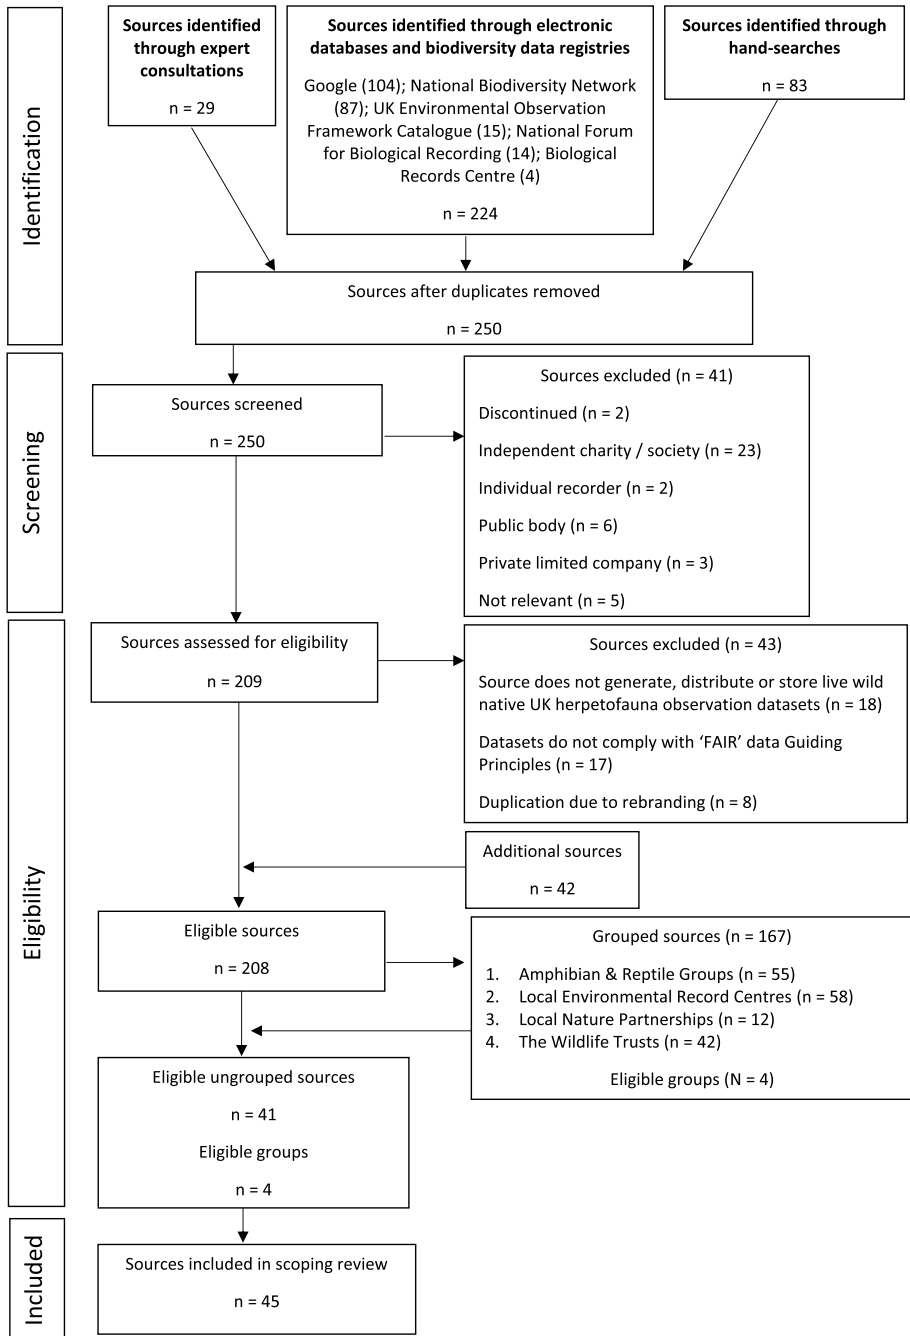 Identification
Sources identified
through expert
consultations
n = 29
Sources identified through electronic
databases and biodiversity data registries
Google (104); National Biodiversity Network
(87); UK Environmental Observation
Framework Catalogue (15); National Forum
for Biological Recording (14); Biological
Records Centre (4)
n = 224
Sources identified through
hand-searches
n = 83
Sources after duplicates removed
n = 250
Screening
Sources screened
n = 250
Sources excluded (n = 41)
Discontinued (n = 2)
Independent charity / society (n = 23)
Individual recorder (n = 2)
Public body (n = 6)
Private limited company (n = 3)
Not relevant (n = 5)
Eligibility
Sources assessed for eligibility
n = 209
Sources excluded (n = 43)
Source does not generate, distribute or store live wild
native UK herpetofauna observation datasets (n = 18)
Datasets do not comply with ‘FAIR’ data Guiding
Principles (n = 17)
Duplication due to rebranding (n = 8)
Additional sources
n = 42
Eligible sources
n = 208
Grouped sources (n = 167)
1. Amphibian & Reptile Groups (n = 55)
2. Local Environmental Record Centres (n = 58)
3. Local Nature Partnerships (n = 12)
4. The Wildlife Trusts (n = 42)
Eligible groups (N = 4)
Eligible ungrouped sources
n = 41
Eligible groups
n = 4
Included
Sources included in scoping review
n = 45